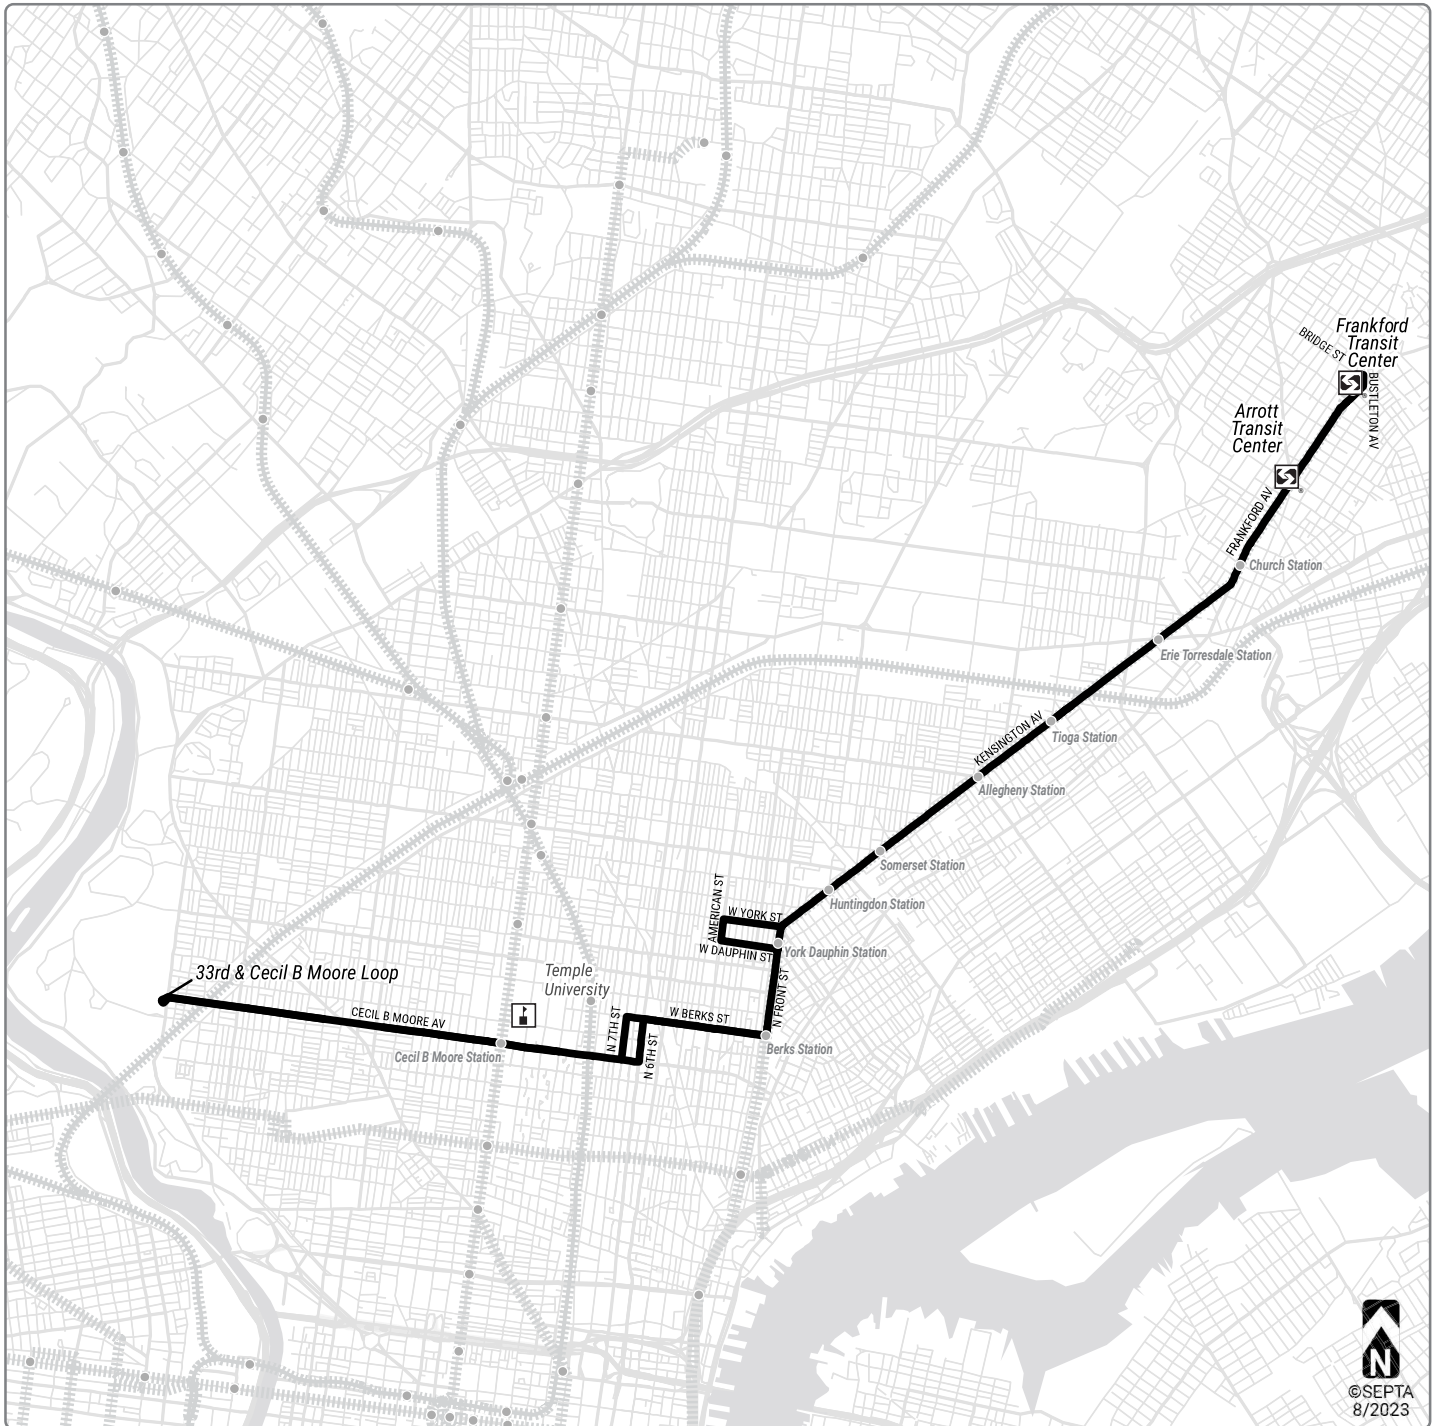 Frankford
Transit
Center
BRIDGE ST
BUSTLETON AV
Arrott
Transit
Center
FRANKFORD AV
Church Station
Erie Torresdale Station
KENSINGTON AV
Tioga Station
Allegheny Station
Somerset Station
Huntingdon Station
AMERICAN ST
W YORK ST
W DAUPHIN ST
York Dauphin Station
33rd & Cecil B Moore Loop
Temple
University
N FRONT ST
CECIL B MOORE AV
N 7TH ST
W BERKS ST
N 6TH ST
Cecil B Moore Station
Berks Station
N
©SEPTA
8/2023